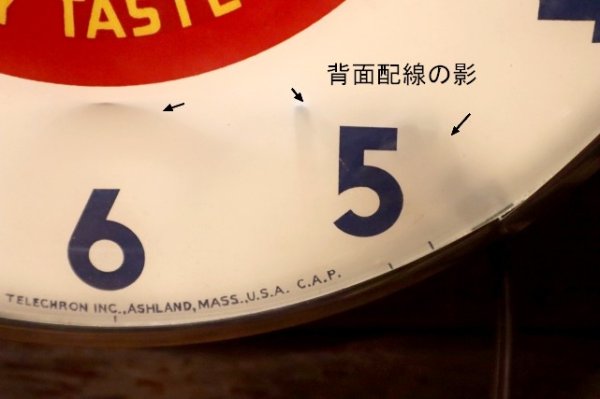 Y TASTE
背面配線の影
5
6
TELECHRON INC., ASHLAND, MASS., U.S.A. C.A.P.